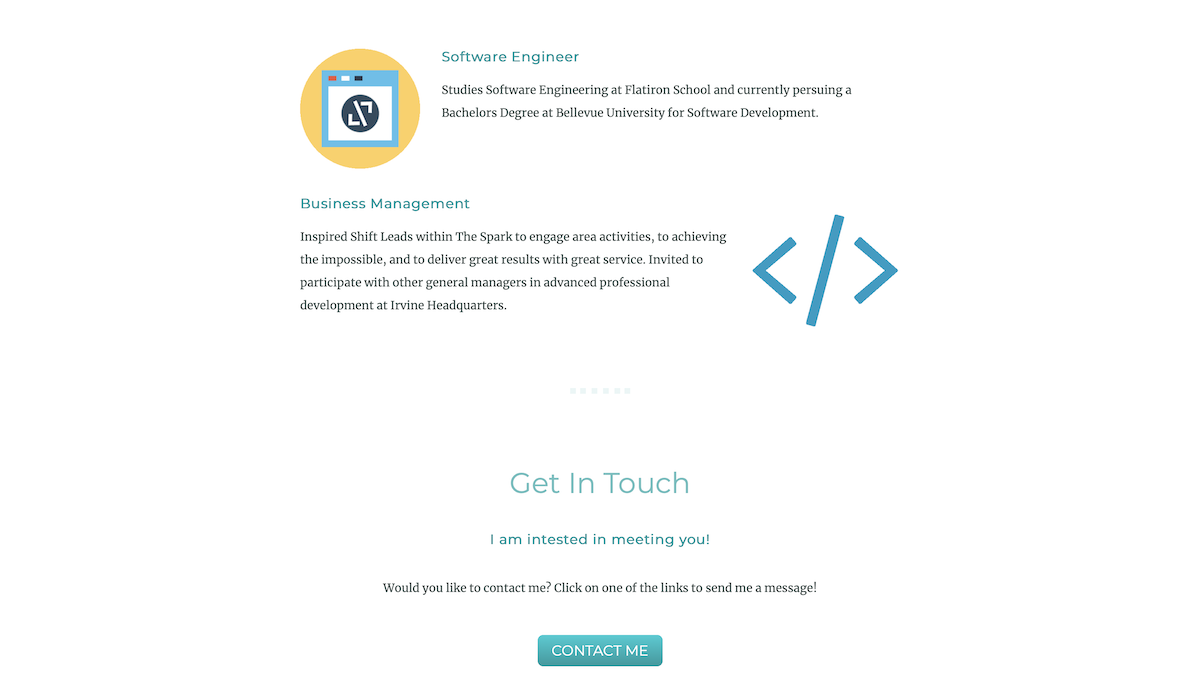 Software Engineer
Studies Software Engineering at Flatiron School and currently persuing a
Bachelors Degree at Bellevue University for Software Development.
Business Management
Inspired Shift Leads within The Spark to engage area activities, to achieving
the impossible, and to deliver great results with great service. Invited to
participate with other general managers in advanced professional
development at Irvine Headquarters.
</>
Get In Touch
I am intested in meeting you!
Would you like to contact me? Click on one of the links to send me a message!
CONTACT ME